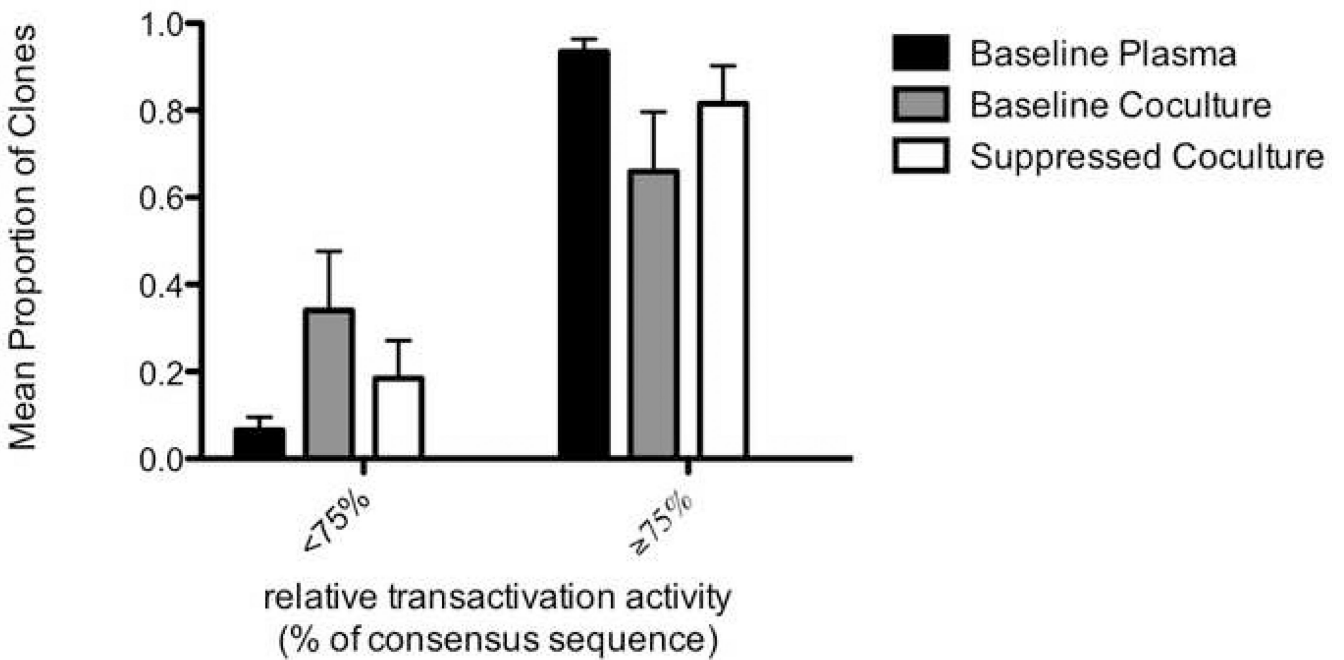 Mean Proportion of Clones
1.0
0.8
0.6
0.4
0.2
0.0
<75%
≥75%
relative transactivation activity
(% of consensus sequence)
Baseline Plasma
Baseline Coculture
Suppressed Coculture